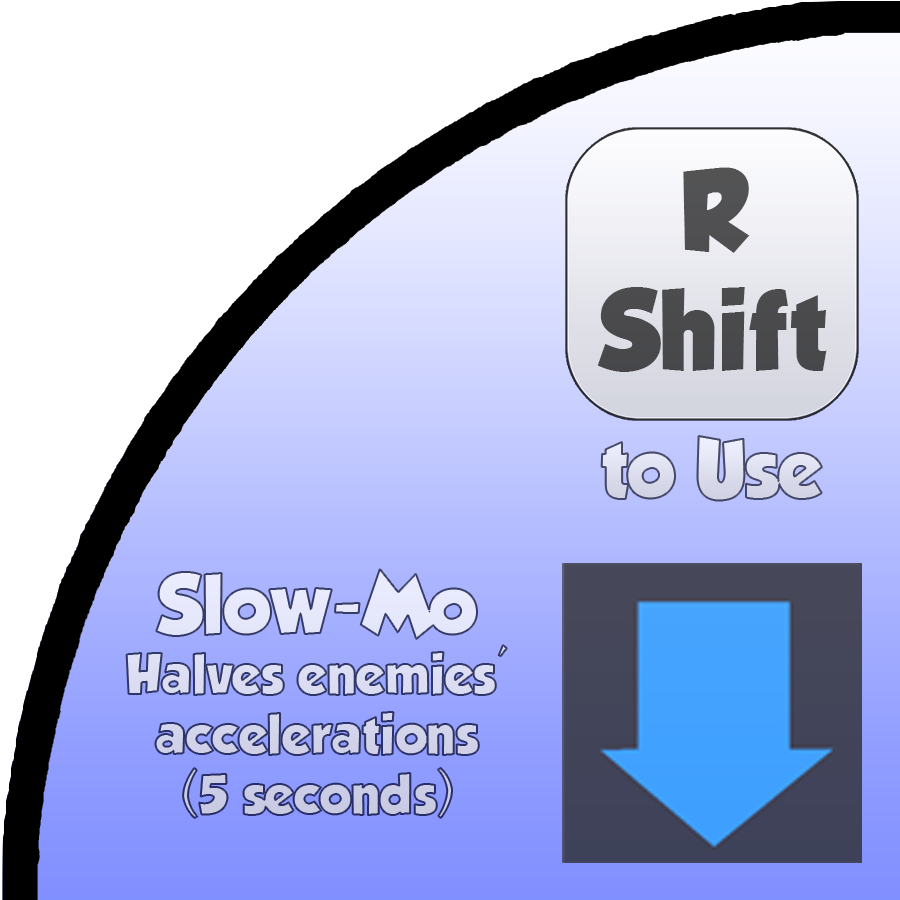 R
Shift
to Use
Slow-Mo
Halves enemies'
accelerations
(5 seconds)